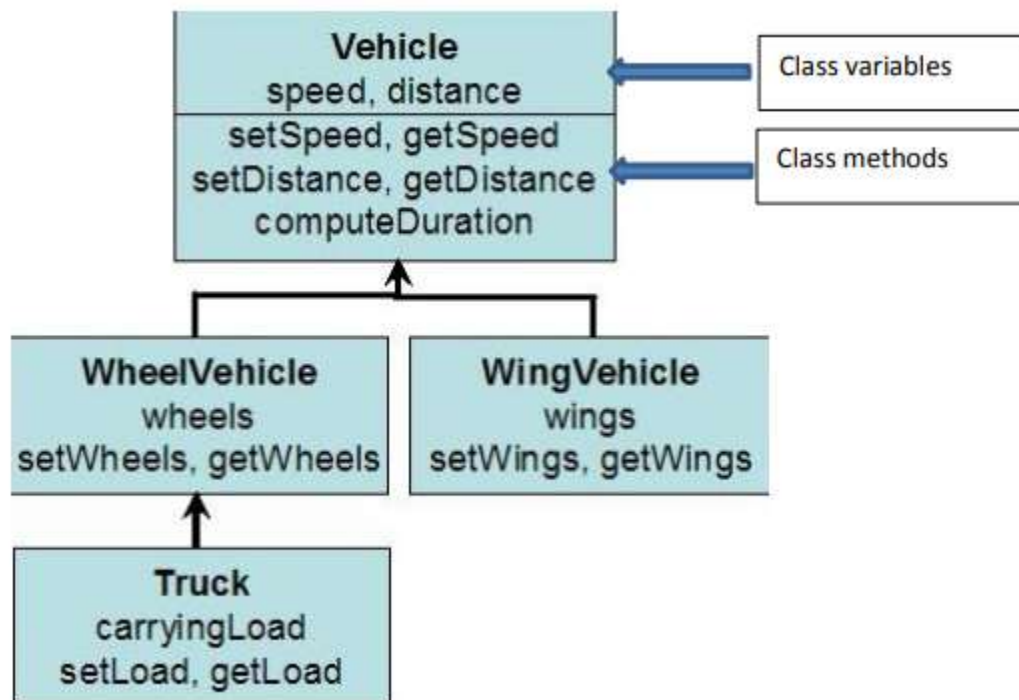 Vehicle
speed, distance
setSpeed, getSpeed
setDistance, getDistance
computeDuration
Class variables
Class methods
WheelVehicle
wheels
setWheels, getWheels
WingVehicle
wings
setWings, getWings
Truck
carryingLoad
setLoad, getLoad